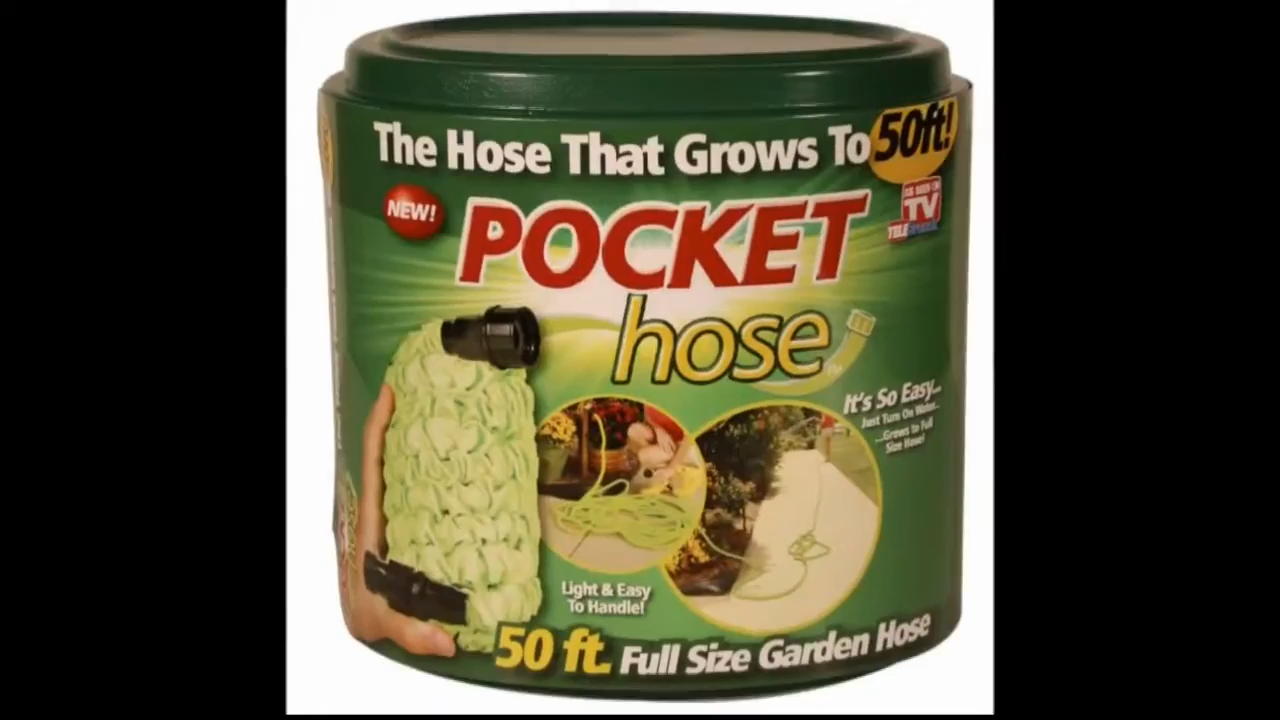 The Hose That Grows To 50ft!
NEW!
AS SEEN ON
TV
POCKET
hose
It's So Easy...
Just Turn On Water...
...Grows to Full
Size Hose!
Light & Easy
To Handle!
50 ft. Full Size Garden Hose